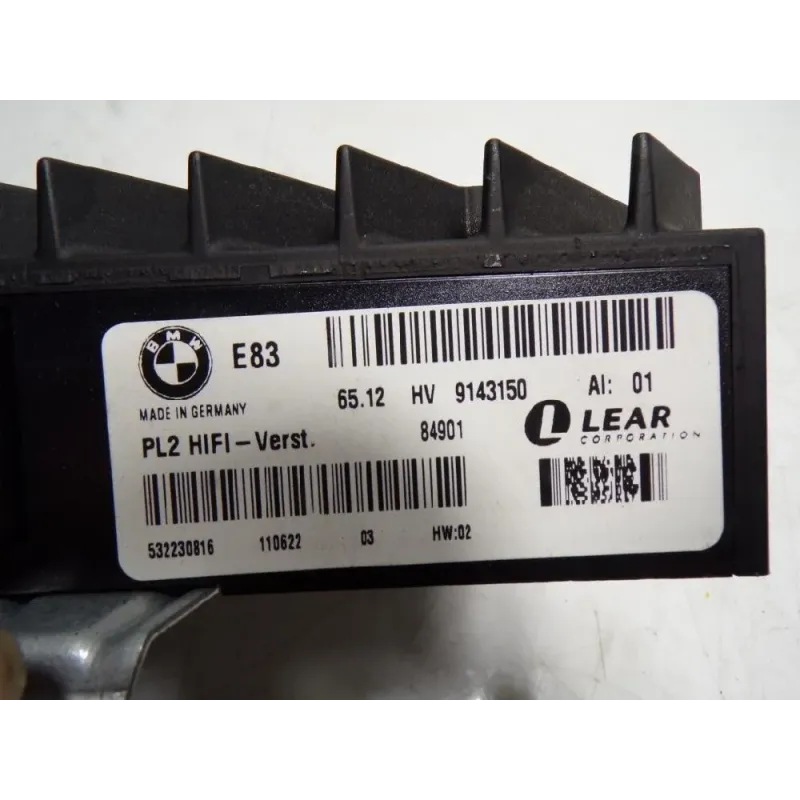 BMW
E83
MADE IN GERMANY
65.12 HV 9143150 AI: 01
PL2 HIFI-Verst. 84901
LEAR
CORPORATION
532230816 110622 03 HW:02